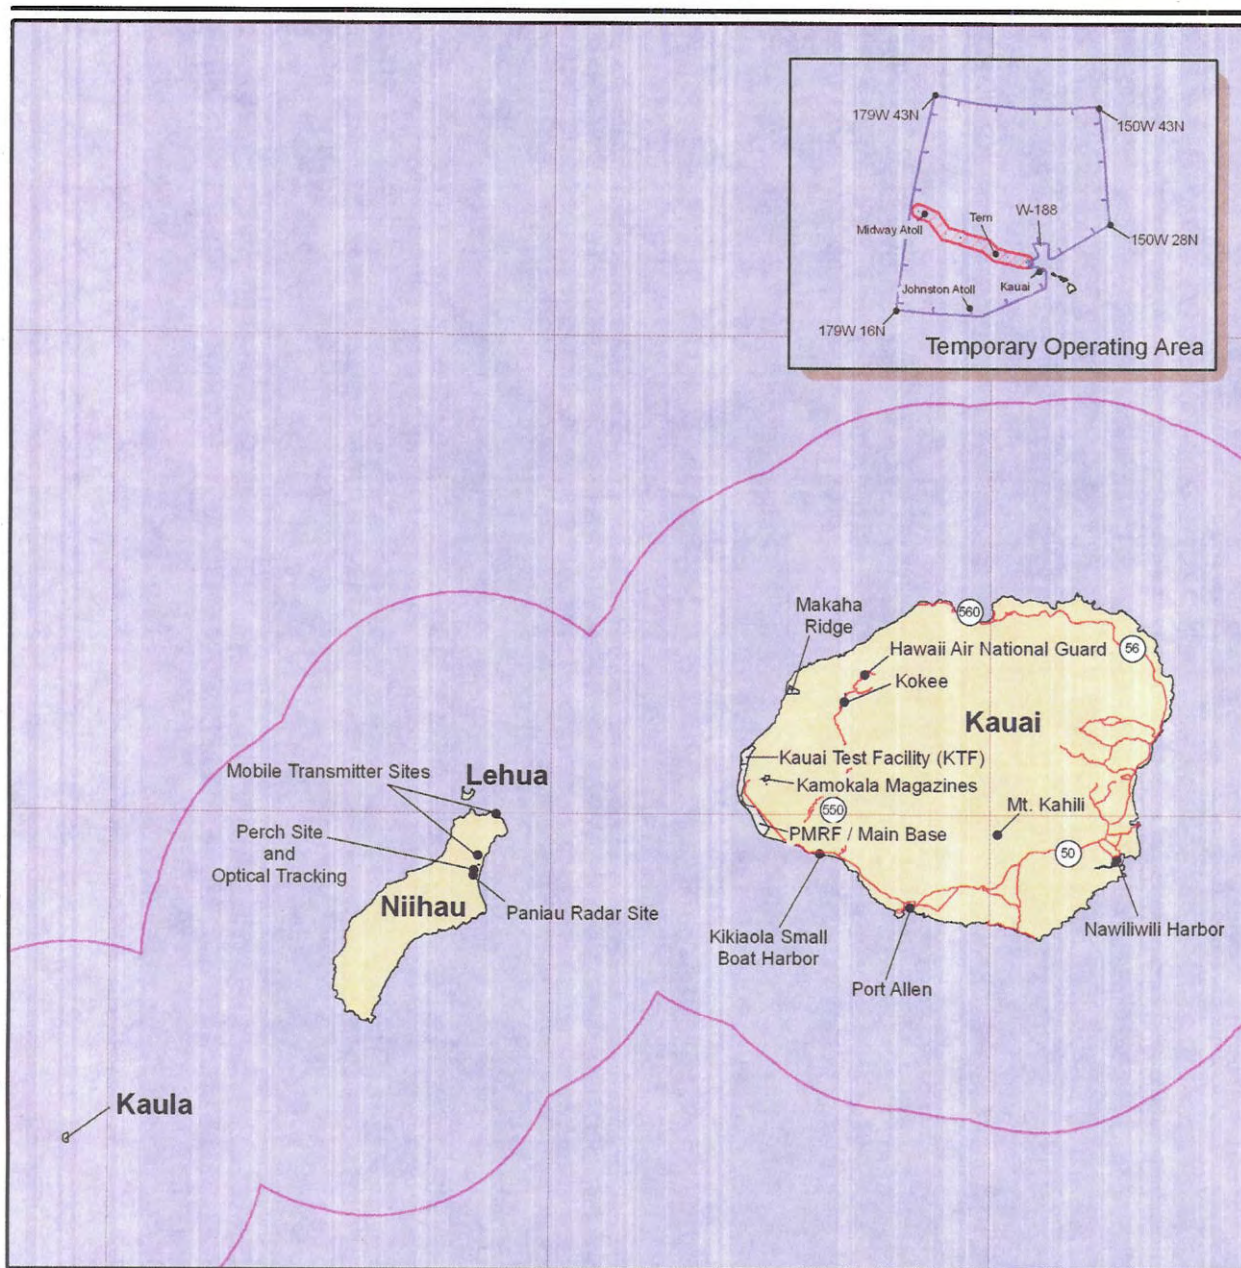 179W 43N
150W 43N
W-188
Tern
Midway Atoll
150W 28N
Johnston Atoll
Kauai
179W 16N
Temporary Operating Area
Makaha
Ridge
560
56
Hawaii Air National Guard
Kokee
Kauai
Kauai Test Facility (KTF)
Mobile Transmitter Sites
Lehua
Kamokala Magazines
550
Mt. Kahili
Perch Site
and
Optical Tracking
PMRF / Main Base
50
Niihau
Paniau Radar Site
Kikiaola Small
Boat Harbor
Nawiliwili Harbor
Port Allen
Kaula